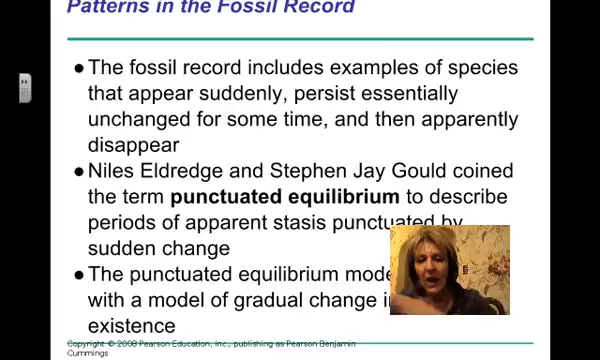 Patterns in the Fossil Record
●The fossil record includes examples of species
that appear suddenly, persist essentially
unchanged for some time, and then apparently
disappear
●Niles Eldredge and Stephen Jay Gould coined
the term punctuated equilibrium to describe
periods of apparent stasis punctuated by
sudden change
●The punctuated equilibrium
with a model of gradual change
existence
Copyright © 2008 Pearson Education, Inc., publishing as Pearson Benjamin
Cummings